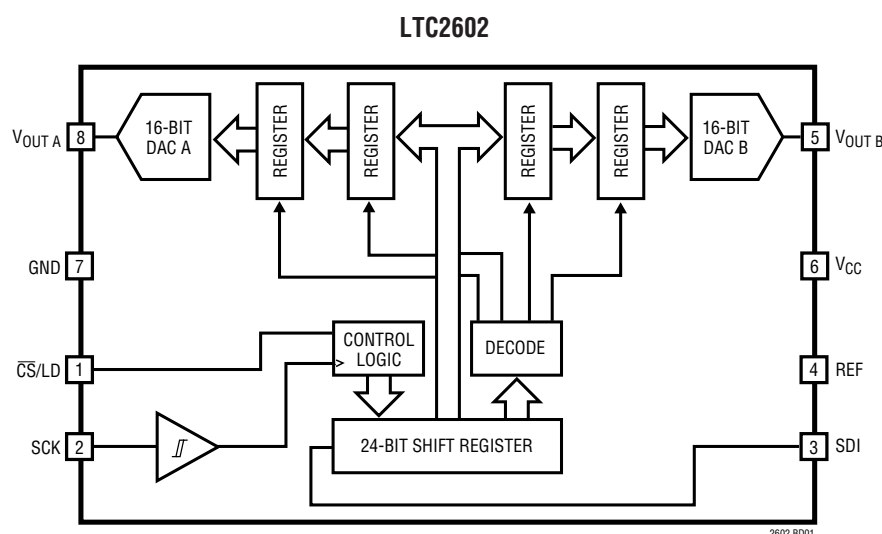 LTC2602
VOUT A 8
16-BIT
DAC A
REGISTER
REGISTER
REGISTER
REGISTER
16-BIT
DAC B
5 VOUT B
GND 7
6 VCC
CS/LD 1
CONTROL
LOGIC
DECODE
4 REF
SCK 2
24-BIT SHIFT REGISTER
3 SDI
2602 BD01